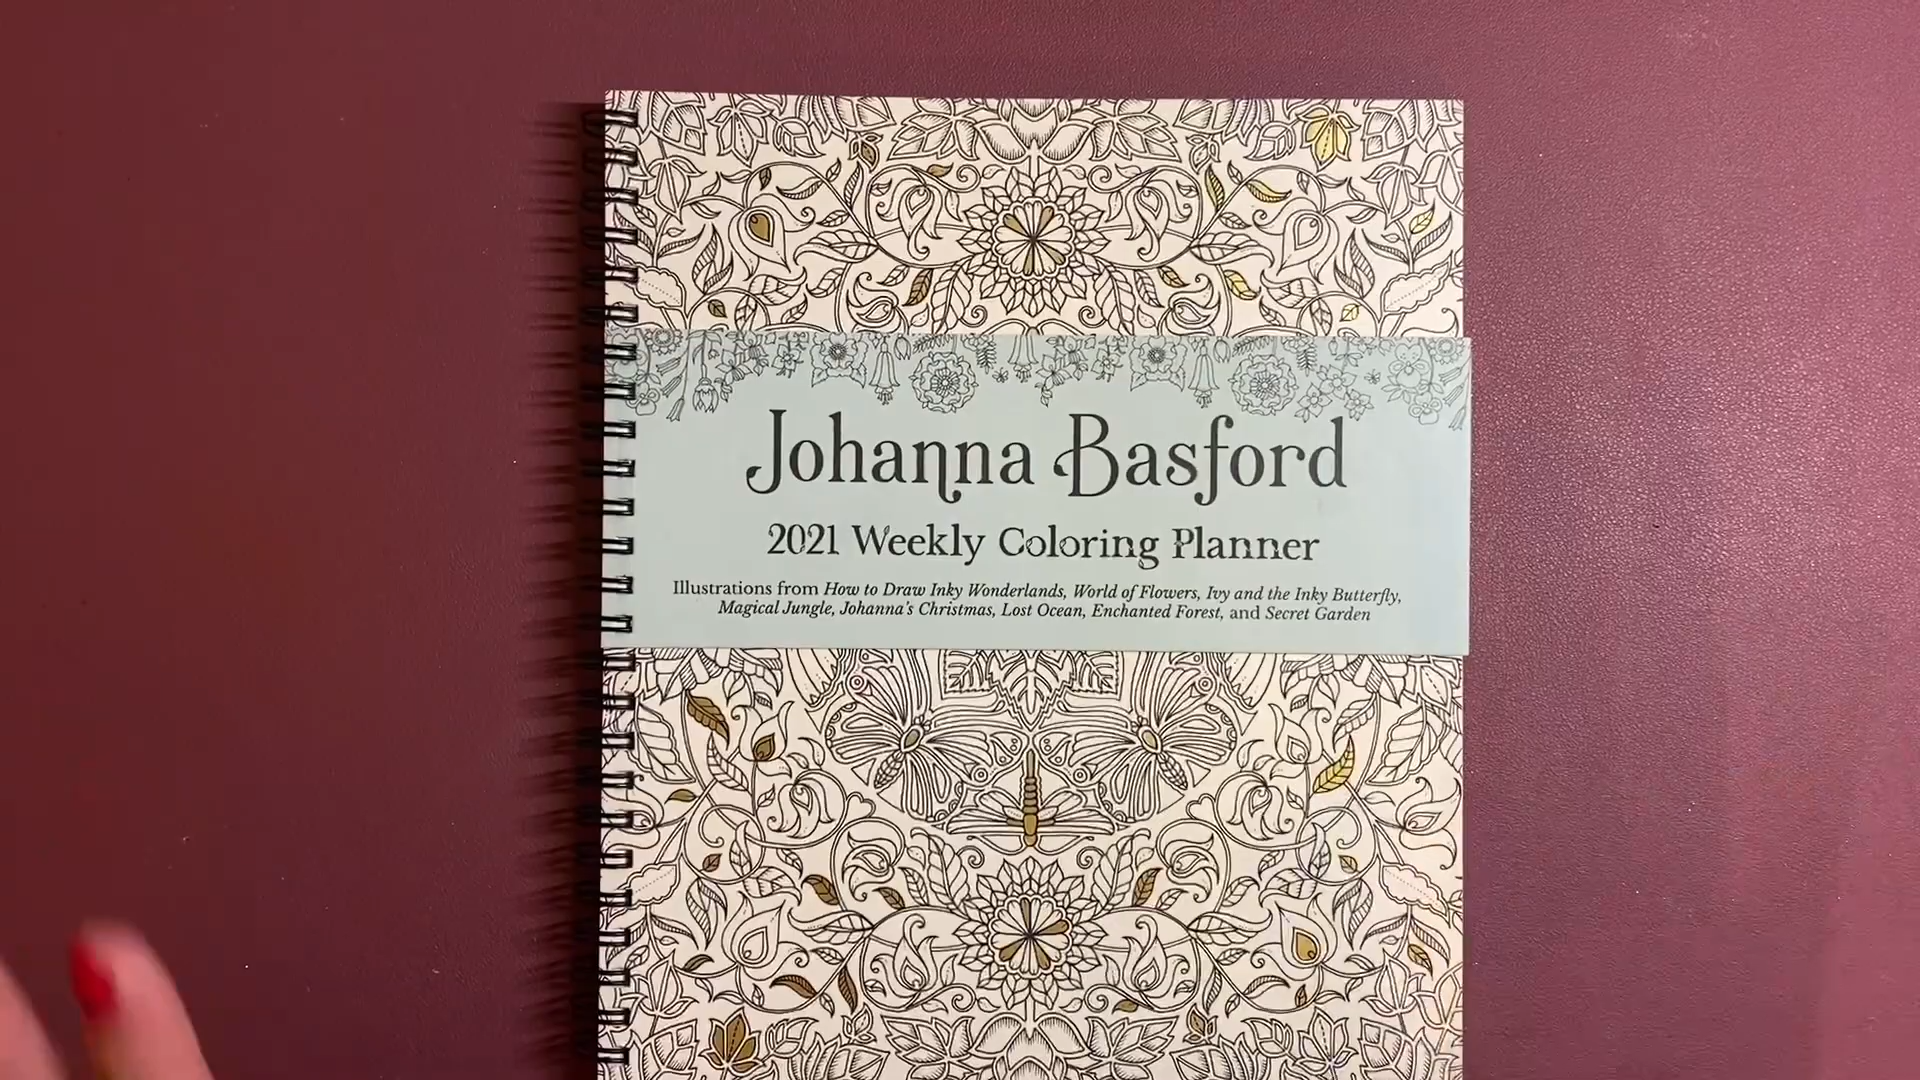 Johanna Basford
2021 Weekly Coloring Planner
Illustrations from How to Draw Inky Wonderlands, World of Flowers, Ivy and the Inky Butterfly,
Magical Jungle, Johanna's Christmas, Lost Ocean, Enchanted Forest, and Secret Garden